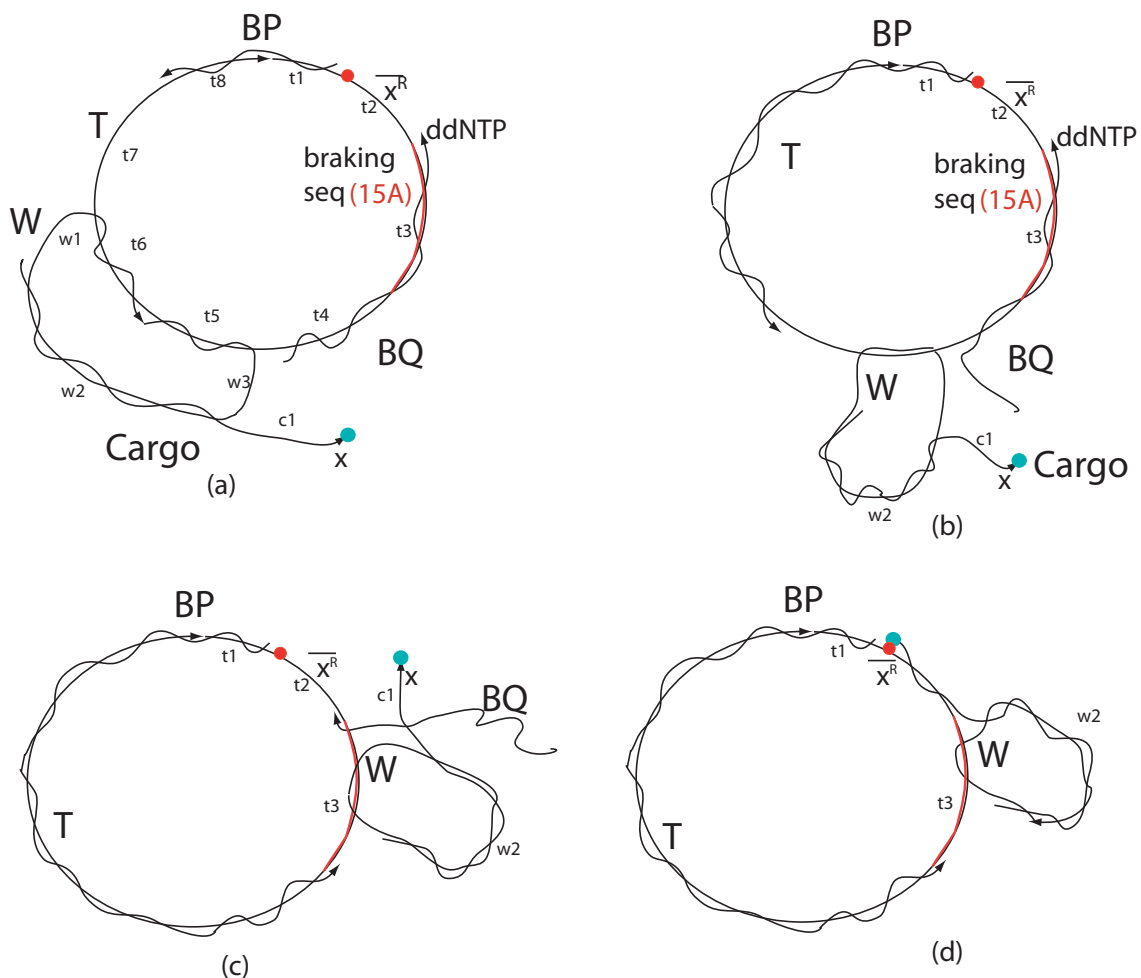 BP
t8
t1
x̅ᴿ
t2
T
t7
ddNTP
braking
seq (15A)
W
w1
t6
t3
t5
t4
BQ
w2
w3
Cargo
c1
x
(a)
BP
t1
x̅ᴿ
t2
T
ddNTP
braking
seq (15A)
t3
W
BQ
c1
x
Cargo
w2
(b)
BP
t1
x̅ᴿ
t2
x
c1
BQ
W
t3
T
w2
(c)
BP
t1
x̅ᴿ
w2
W
t3
T
(d)